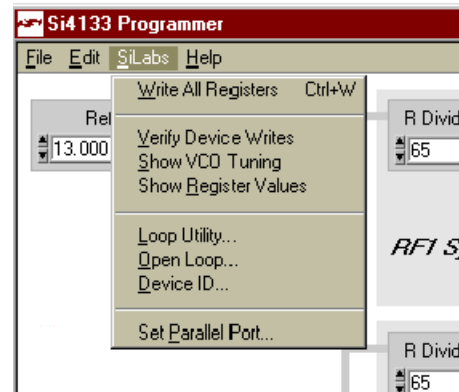 Si4133 Programmer
File Edit SiLabs Help
Write All Registers Ctrl+W
Verify Device Writes
Show VCO Tuning
Show Register Values
Loop Utility...
Open Loop...
Device ID...
Set Parallel Port...
13.000
R Divid
65
RF1
R Divid
65